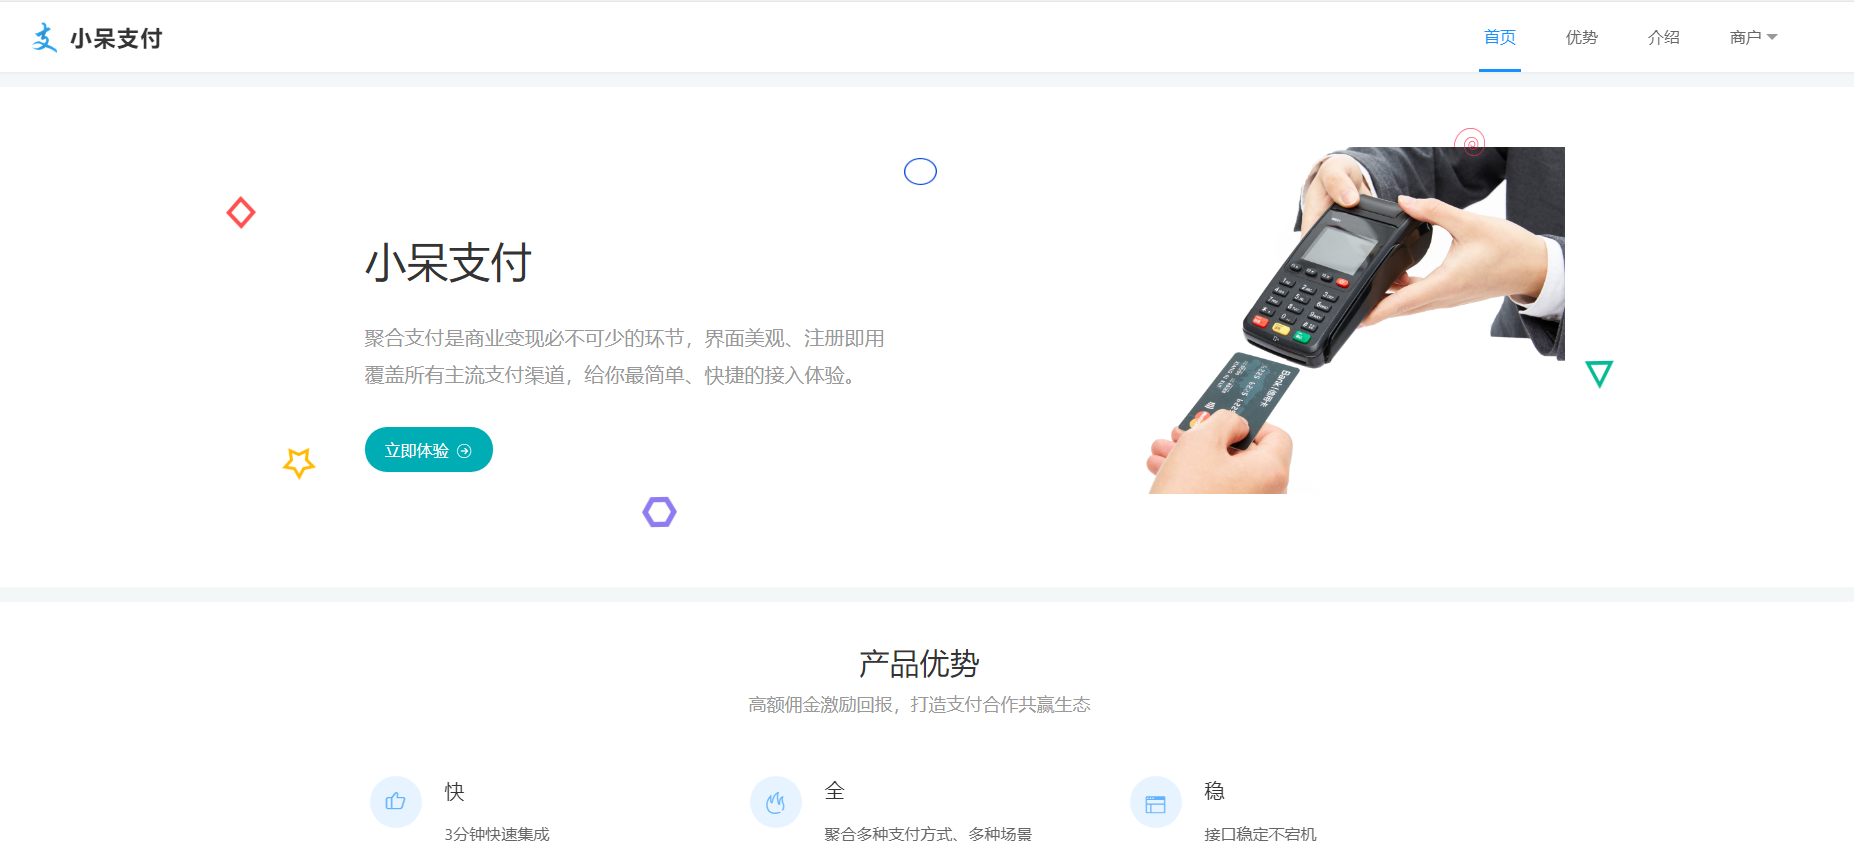 小呆支付
首页
优势
介绍
商户
小呆支付
聚合支付是商业变现必不可少的环节，界面美观、注册即用
覆盖所有主流支付渠道，给你最简单、快捷的接入体验。
立即体验
产品优势
高额佣金激励回报，打造支付合作共赢生态
快
全
稳
3分钟快速集成
聚合多种支付方式、多种场景
接口稳定不宕机